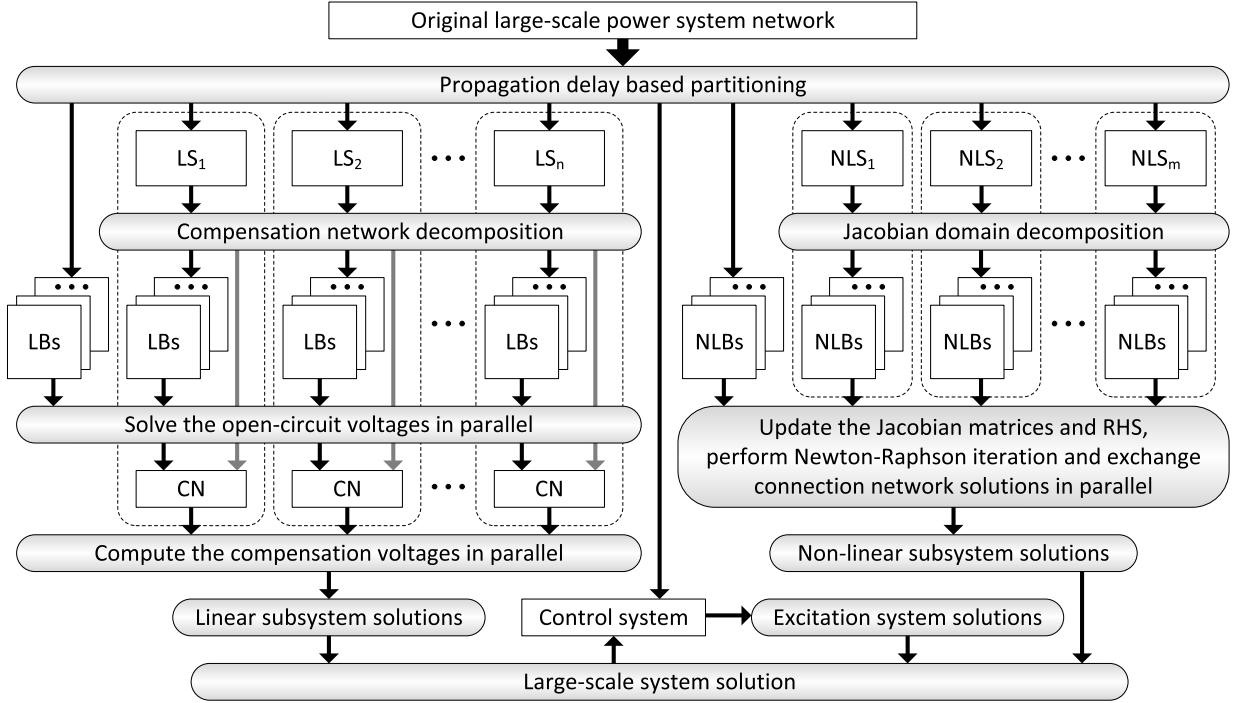 Original large-scale power system network
Propagation delay based partitioning
LS₁ LS₂ ••• LSₙ NLS₁ NLS₂ ••• NLSₘ
Compensation network decomposition Jacobian domain decomposition
••• ••• ••• ••• ••• ••• ••• •••
LBs LBs LBs ••• LBs NLBs NLBs NLBs ••• NLBs
Solve the open-circuit voltages in parallel
Update the Jacobian matrices and RHS,
perform Newton-Raphson iteration and exchange
connection network solutions in parallel
CN CN ••• CN
Compute the compensation voltages in parallel
Non-linear subsystem solutions
Linear subsystem solutions
Control system
Excitation system solutions
Large-scale system solution